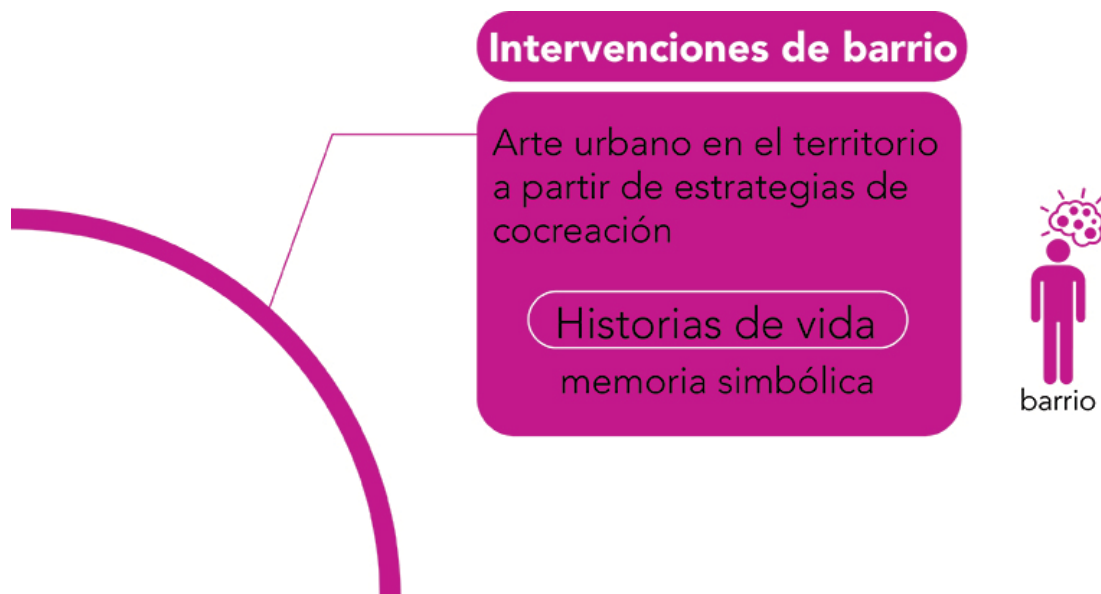 Intervenciones de barrio
Arte urbano en el territorio
a partir de estrategias de
cocreación
Historias de vida
memoria simbólica
barrio